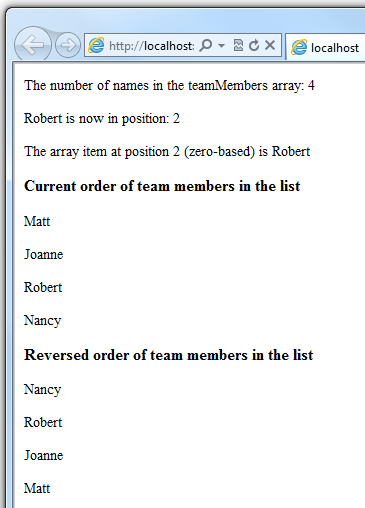 http://localhost:
localhost
The number of names in the teamMembers array: 4
Robert is now in position: 2
The array item at position 2 (zero-based) is Robert
Current order of team members in the list
Matt
Joanne
Robert
Nancy
Reversed order of team members in the list
Nancy
Robert
Joanne
Matt